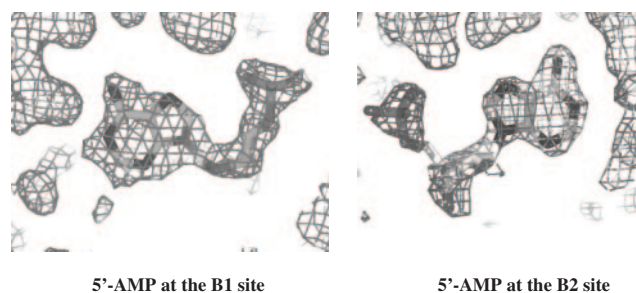 5’-AMP at the B1 site
5’-AMP at the B2 site